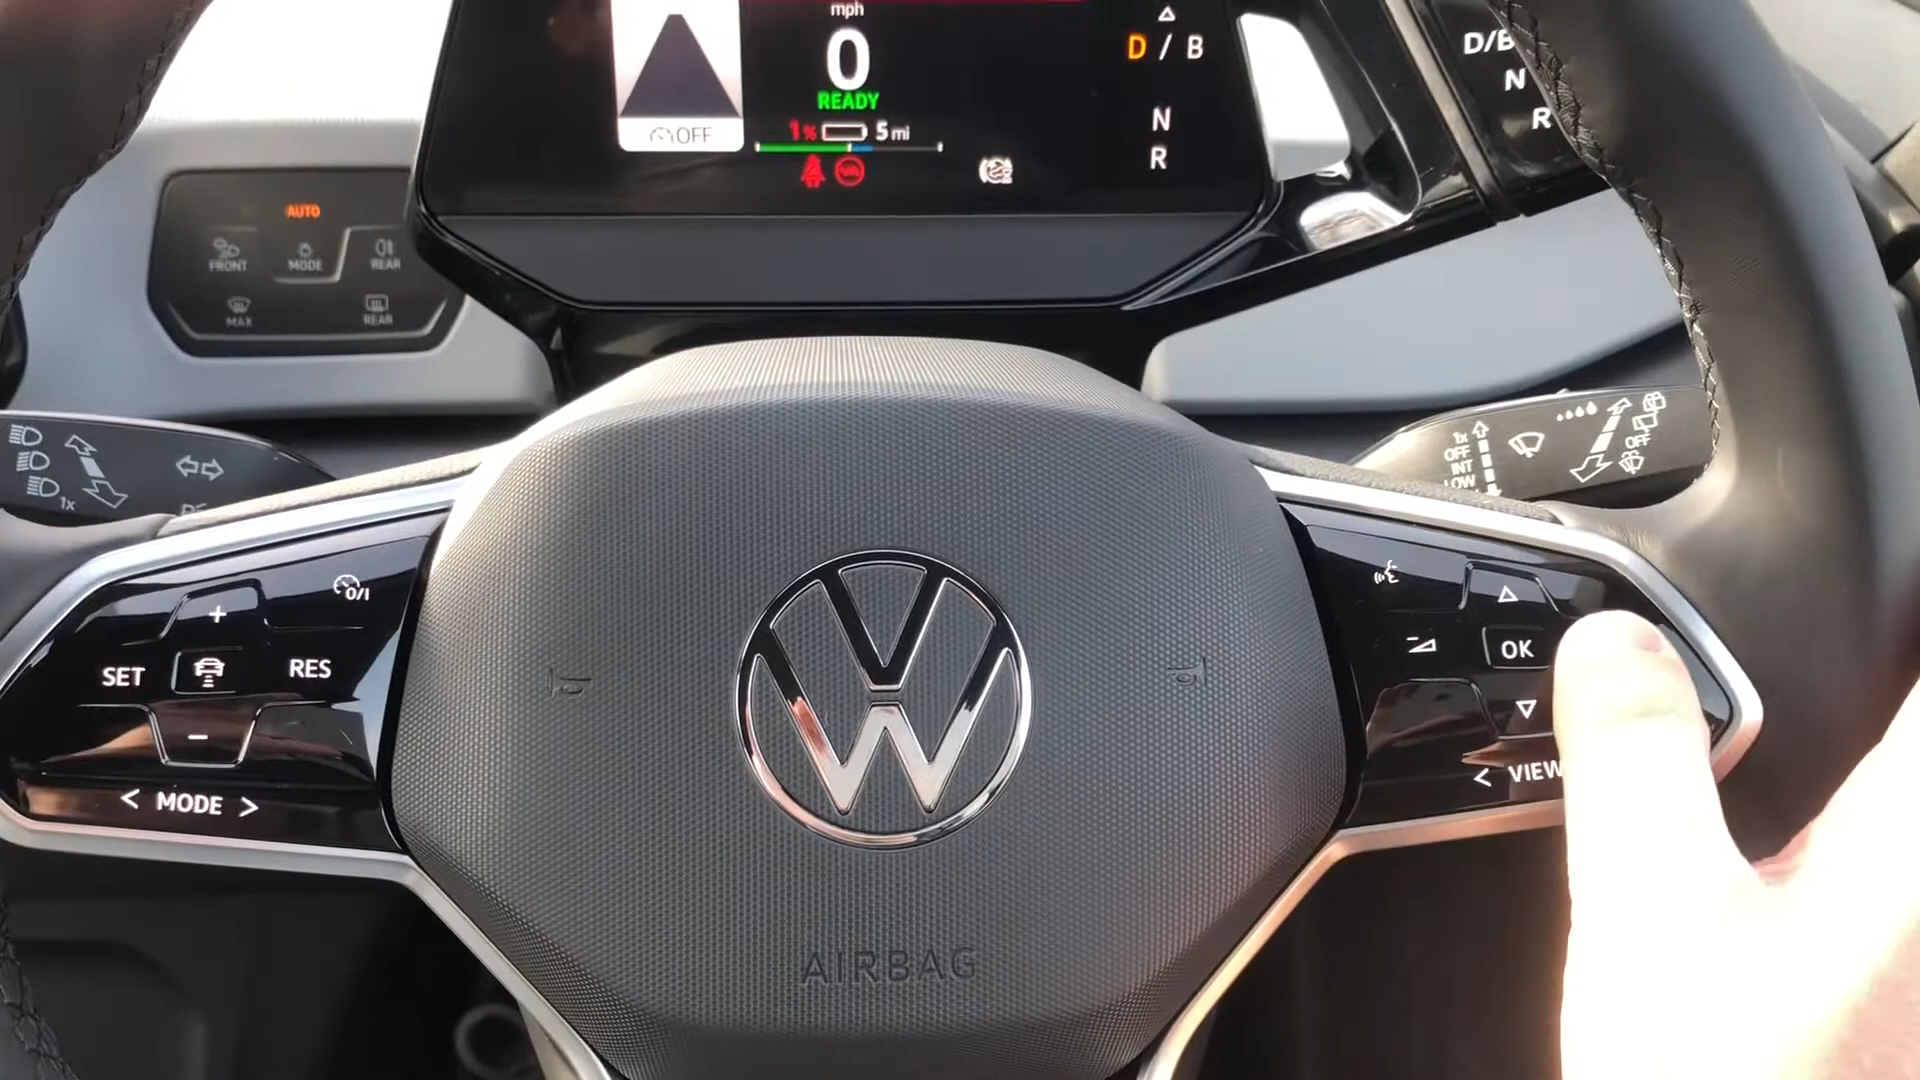 mph
0
READY
1% 5 mi
OFF
D / B
N
R
D/B
N
R
AUTO
FRONT MODE REAR
MAX REAR
1x
1x
OFF
INT
LOW
OFF
+ 0/I
SET RES
-
< MODE >
OK
< VIEW
AIRBAG